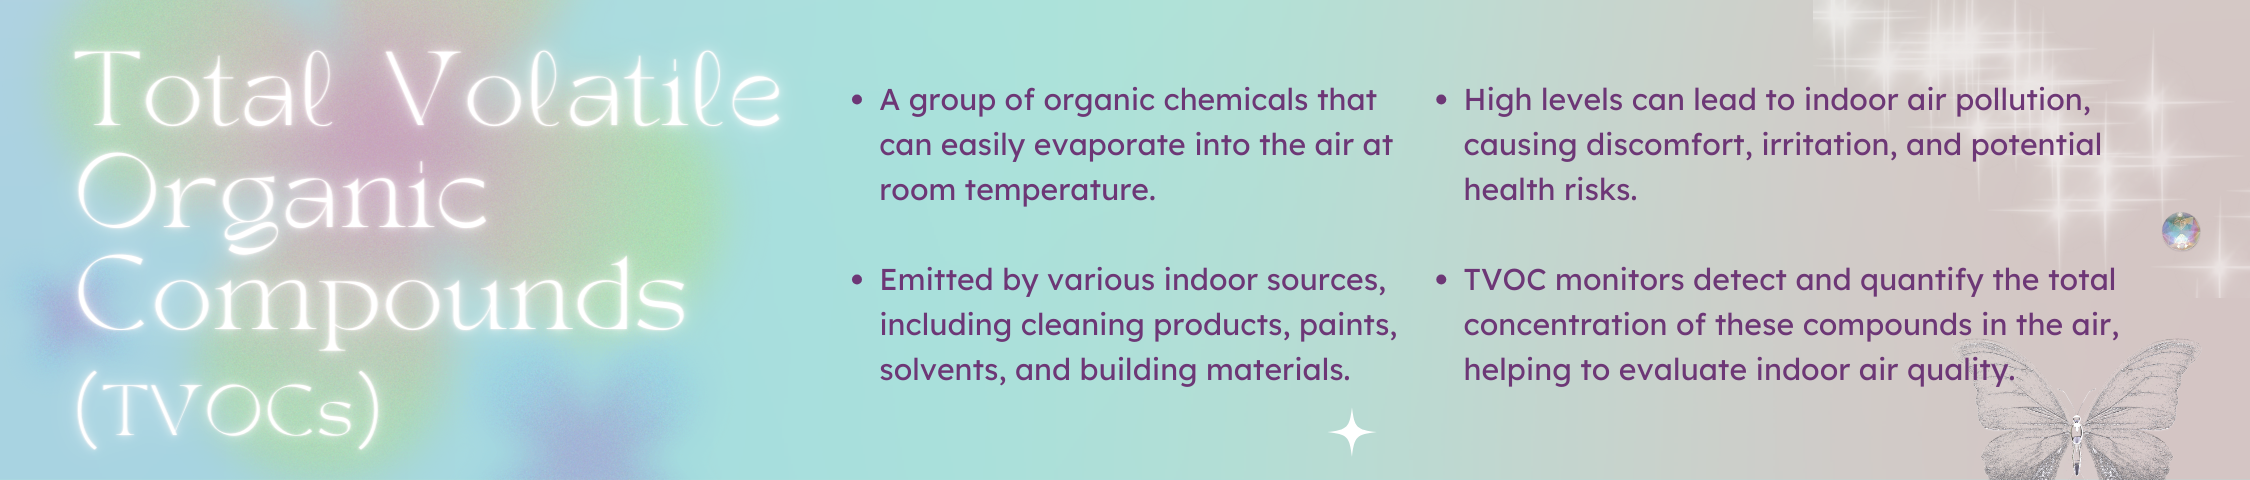 Total Volatile
Organic
Compounds
(TVOCs)
• A group of organic chemicals that
can easily evaporate into the air at
room temperature.
• Emitted by various indoor sources,
including cleaning products, paints,
solvents, and building materials.
• High levels can lead to indoor air pollution,
causing discomfort, irritation, and potential
health risks.
• TVOC monitors detect and quantify the total
concentration of these compounds in the air,
helping to evaluate indoor air quality.